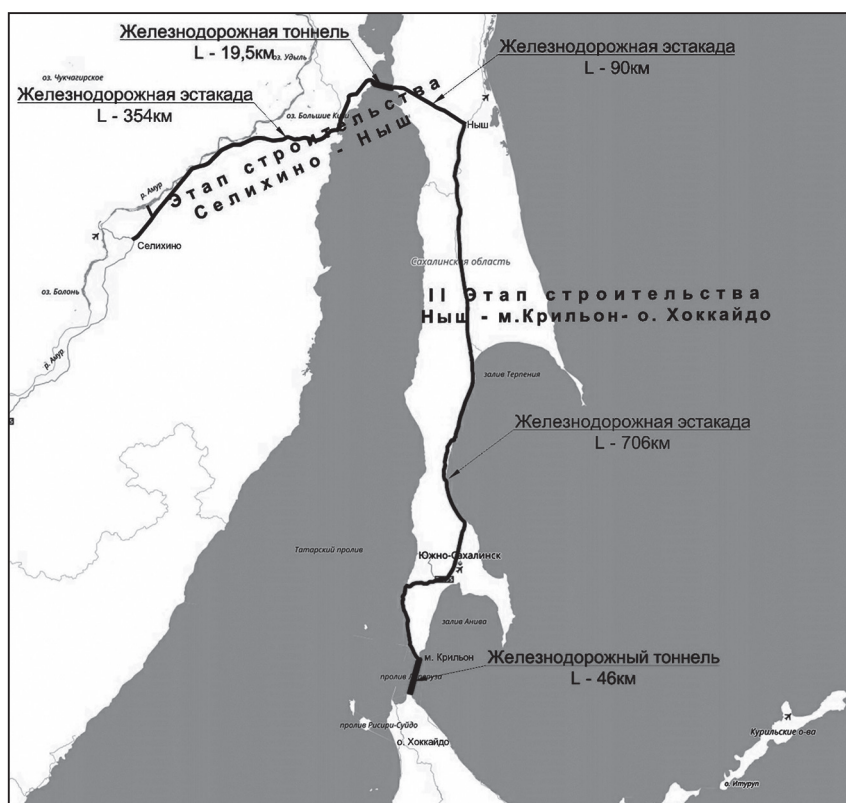 Железнодорожная тоннель
L - 19,5км
оз. Удыль
Железнодорожная эстакада
L - 90км
оз. Чукчагирское
Железнодорожная эстакада
L - 354км
оз. Большие Кизи
Ныш
I Этап строительства
Селихино - Ныш
р. Амур
Селихино
оз. Болонь
р. Амур
Сахалинская область
II Этап строительства
Ныш - м.Крильон- о. Хоккайдо
залив Терпения
Железнодорожная эстакада
L - 706км
Татарский пролив
Южно-Сахалинск
залив Анива
м. Крильон
Железнодорожный тоннель
L - 46км
пролив Лаперуза
пролив Рисири-Суйдо
о. Хоккайдо
Курильские о-ва
о. Итуруп